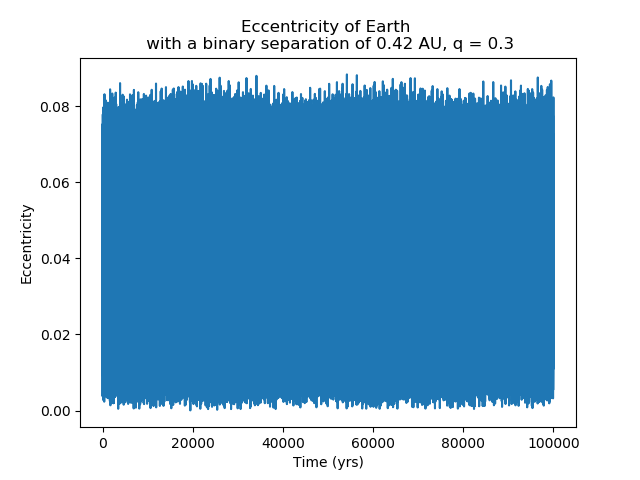 Eccentricity of Earth
with a binary separation of 0.42 AU, q = 0.3
0.08
0.06
0.04
0.02
0.00
Eccentricity
0 20000 40000 60000 80000 100000
Time (yrs)